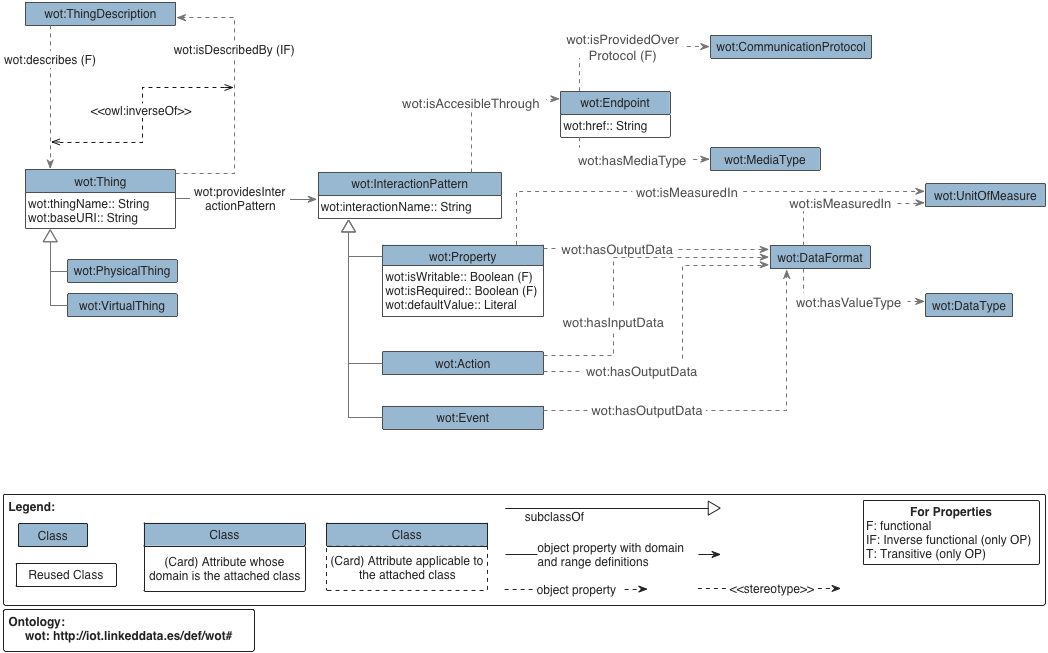 wot:ThingDescription
wot:describes (F)
wot:isDescribedBy (IF)
<<owl:inverseOf>>
wot:Thing
wot:thingName:: String
wot:baseURI:: String
wot:PhysicalThing
wot:VirtualThing
wot:providesInter
actionPattern
wot:isProvidedOver
Protocol (F)
wot:CommunicationProtocol
wot:isAccesibleThrough
wot:Endpoint
wot:href:: String
wot:hasMediaType
wot:MediaType
wot:InteractionPattern
wot:interactionName:: String
wot:isMeasuredIn
wot:isMeasuredIn
wot:UnitOfMeasure
wot:Property
wot:isWritable:: Boolean (F)
wot:isRequired:: Boolean (F)
wot:defaultValue:: Literal
wot:hasOutputData
wot:DataFormat
wot:hasValueType
wot:DataType
wot:hasInputData
wot:Action
wot:hasOutputData
wot:Event
wot:hasOutputData
Legend:
Class
Reused Class
Class
(Card) Attribute whose
domain is the attached class
Class
(Card) Attribute applicable to
the attached class
subclassOf
object property with domain
and range definitions
object property
<<stereotype>>
For Properties
F: functional
IF: Inverse functional (only OP)
T: Transitive (only OP)
Ontology:
wot: http://iot.linkeddata.es/def/wot#